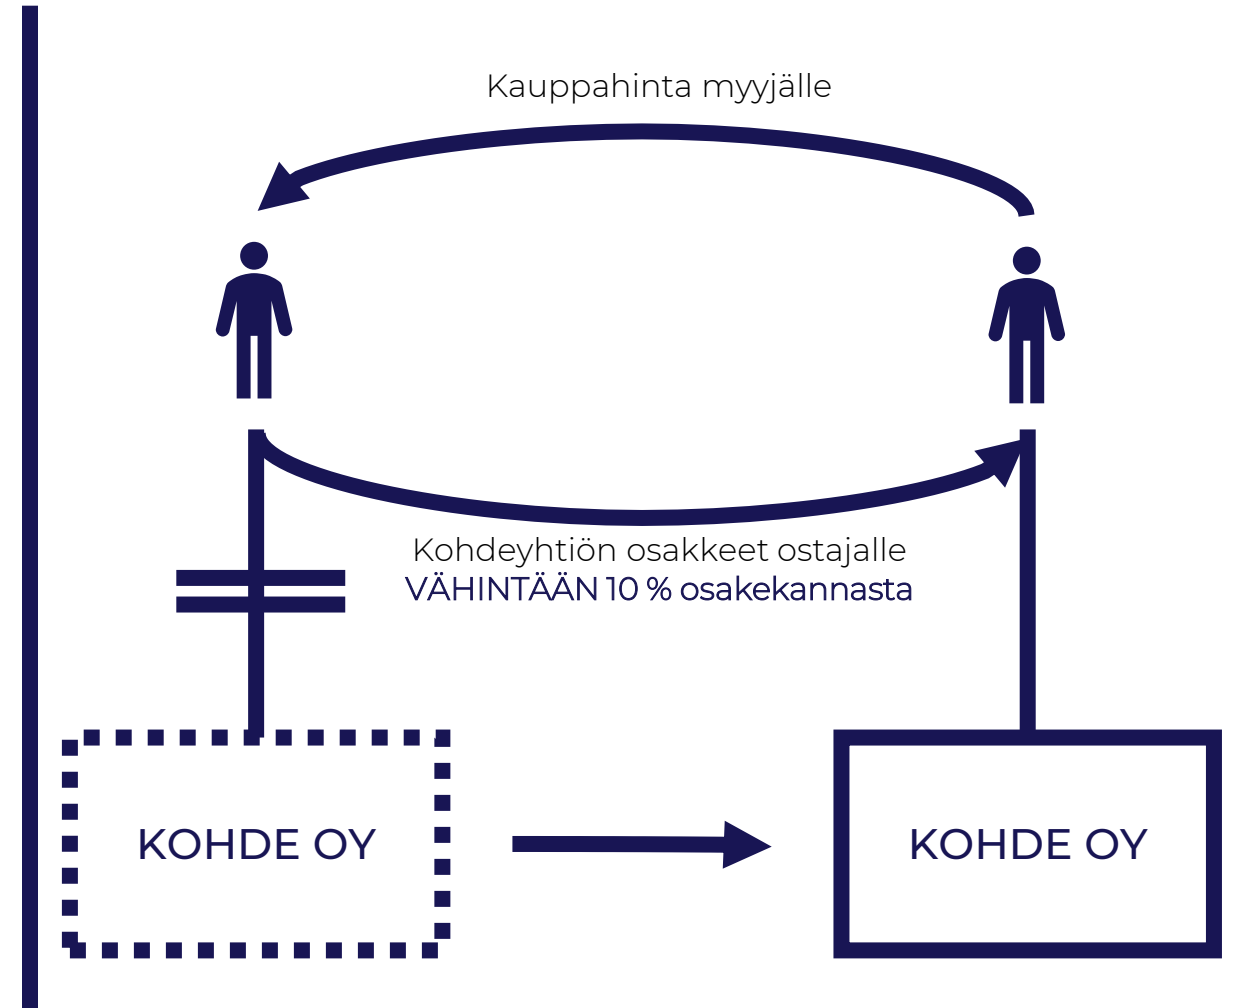 Kauppahinta myyjälle
Kohdeyhtiön osakkeet ostajalle
VÄHINTÄÄN 10 % osakekannasta
KOHDE OY
KOHDE OY